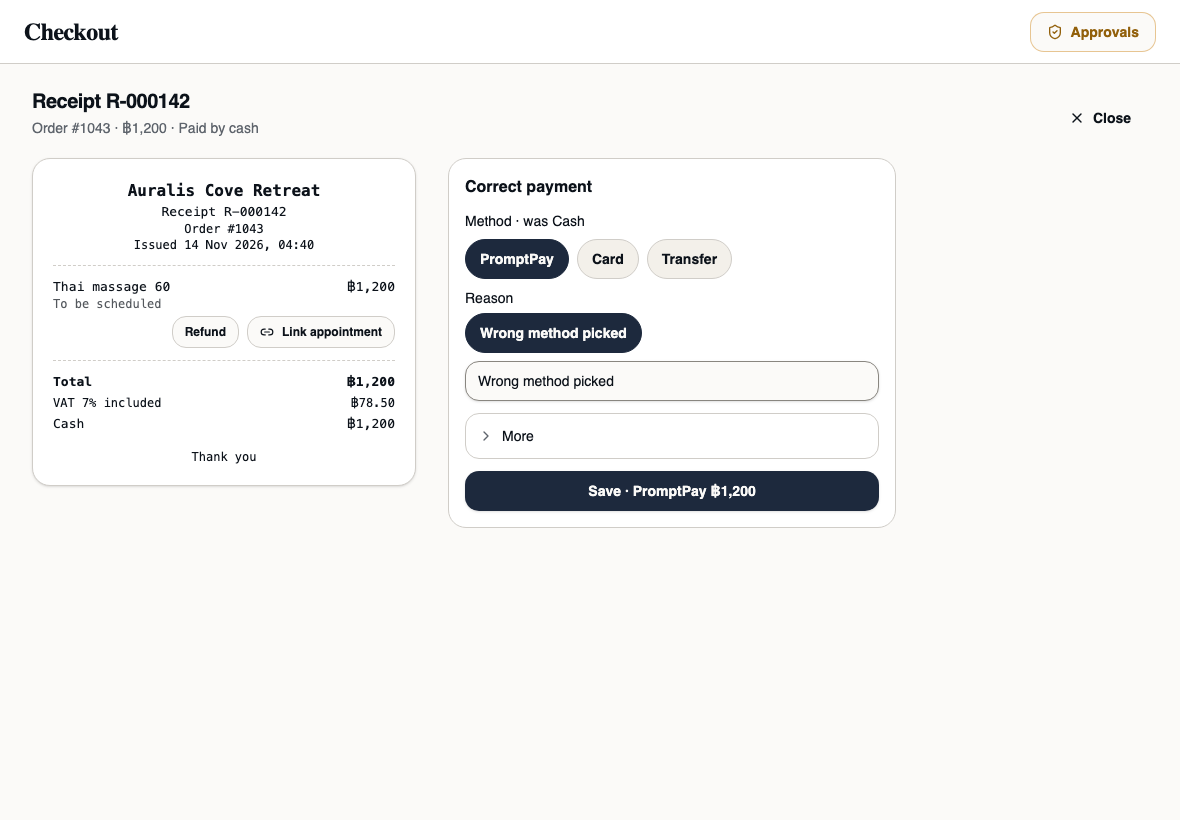 Checkout
Approvals
Receipt R-000142
Order #1043 · ฿1,200 · Paid by cash
Close
Auralis Cove Retreat
Receipt R-000142
Order #1043
Issued 14 Nov 2026, 04:40
Thai massage 60 ฿1,200
To be scheduled
Refund Link appointment
Total ฿1,200
VAT 7% included ฿78.50
Cash ฿1,200
Thank you
Correct payment
Method · was Cash
PromptPay Card Transfer
Reason
Wrong method picked
Wrong method picked
More
Save · PromptPay ฿1,200